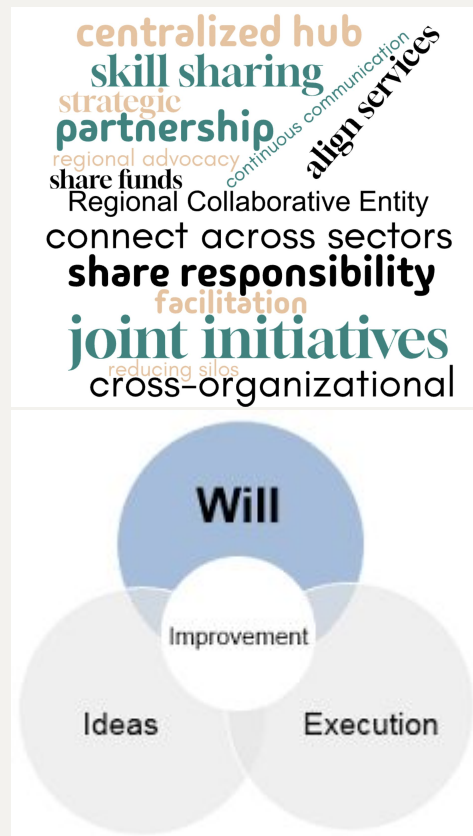 centralized hub
skill sharing
strategic
partnership
continuous communication
align services
regional advocacy
share funds
Regional Collaborative Entity
connect across sectors
share responsibility
facilitation
joint initiatives
reducing silos
cross-organizational
Will
Improvement
Ideas
Execution